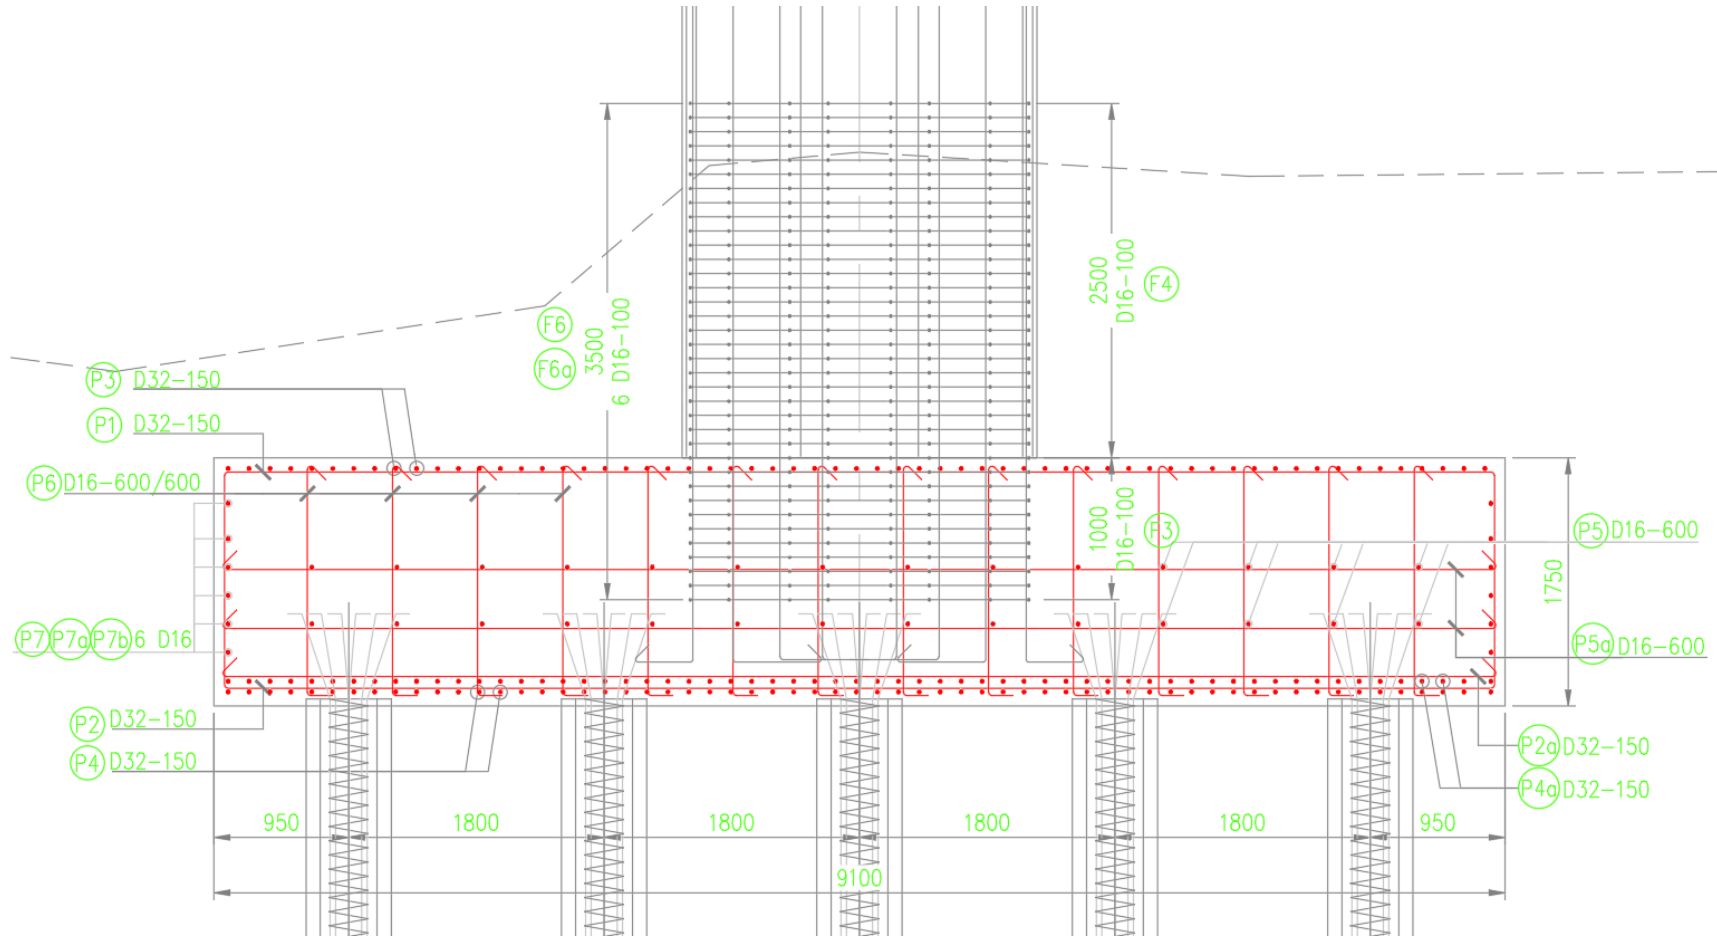 2500
D16-100
F4
F6
F6a
3500
6 D16-100
P3 D32-150
P1 D32-150
P6 D16-600/600
1000
D16-100
F3
P5 D16-600
1750
P7 P7a P7b 6 D16
P5a D16-600
P2 D32-150
P4 D32-150
P2a D32-150
P4a D32-150
950 1800 1800 1800 1800 950
9100